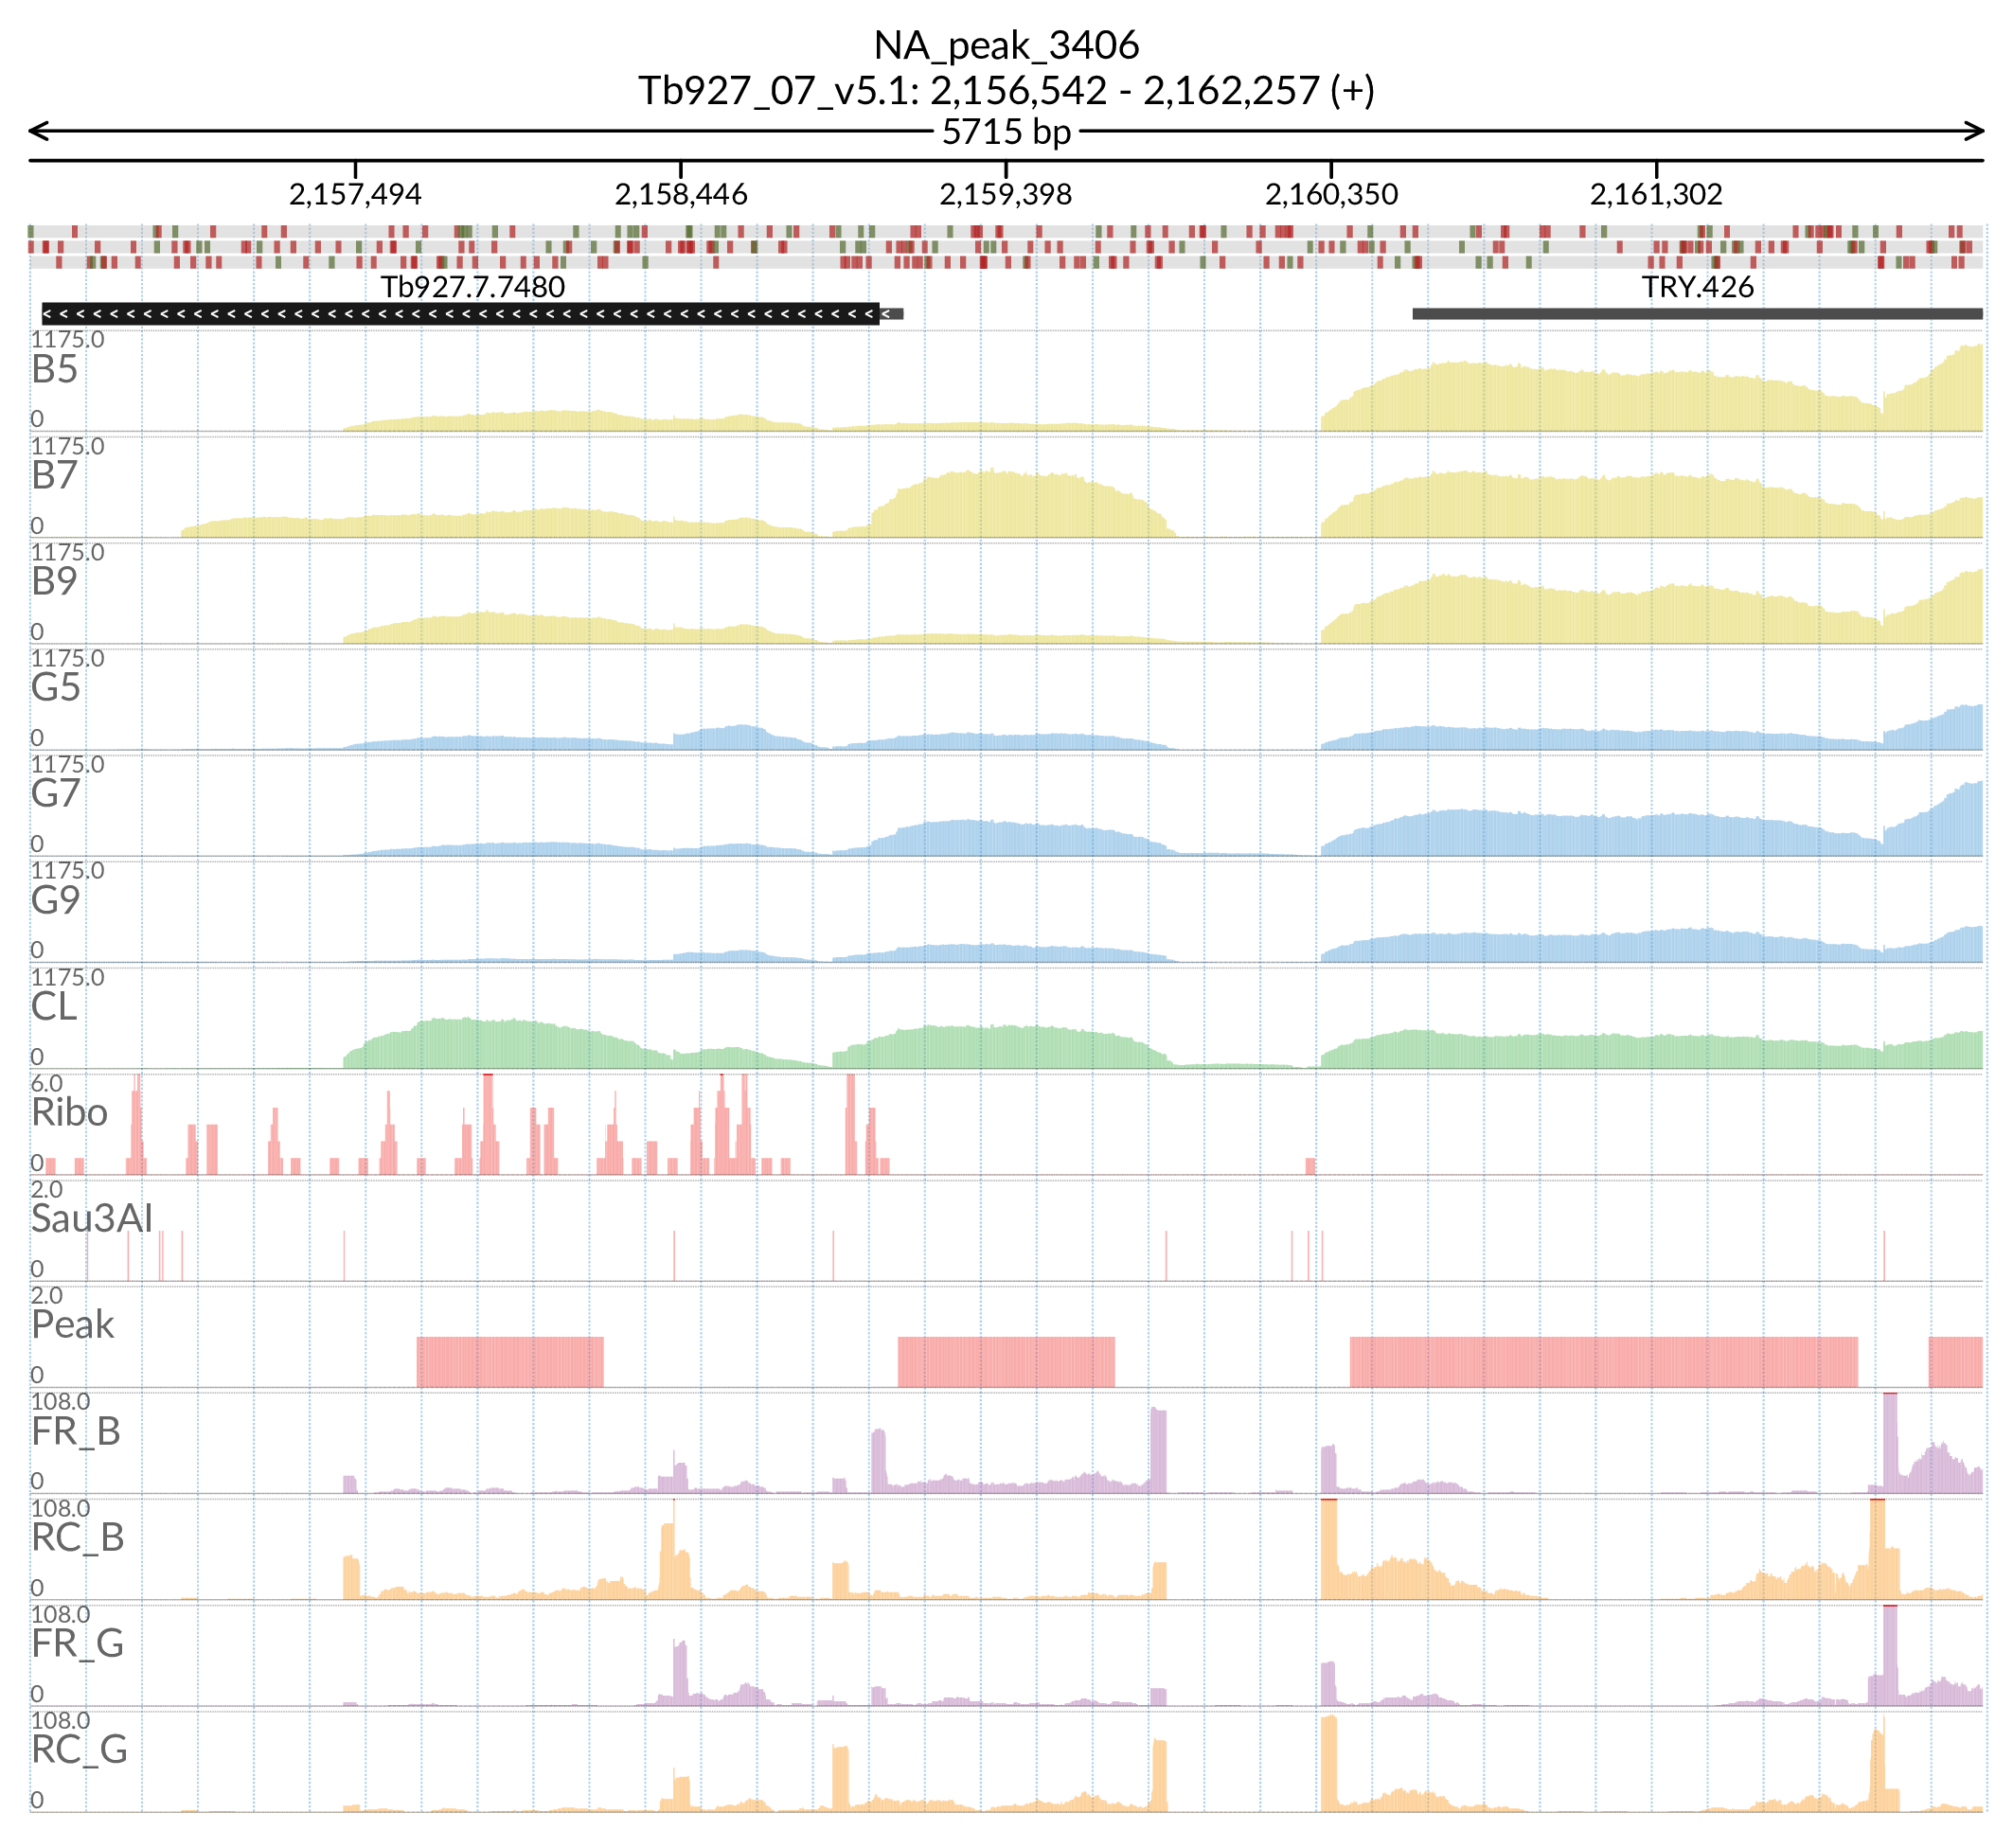 NA_peak_3406
Tb927_07_v5.1: 2,156,542 - 2,162,257 (+)
5715 bp
2,157,494 2,158,446 2,159,398 2,160,350 2,161,302
Tb927.7.7480 TRY.426
1175.0
B5
0
1175.0
B7
0
1175.0
B9
0
1175.0
G5
0
1175.0
G7
0
1175.0
G9
0
1175.0
CL
0
6.0
Ribo
0
2.0
Sau3AI
0
2.0
Peak
0
108.0
FR_B
0
108.0
RC_B
0
108.0
FR_G
0
108.0
RC_G
0